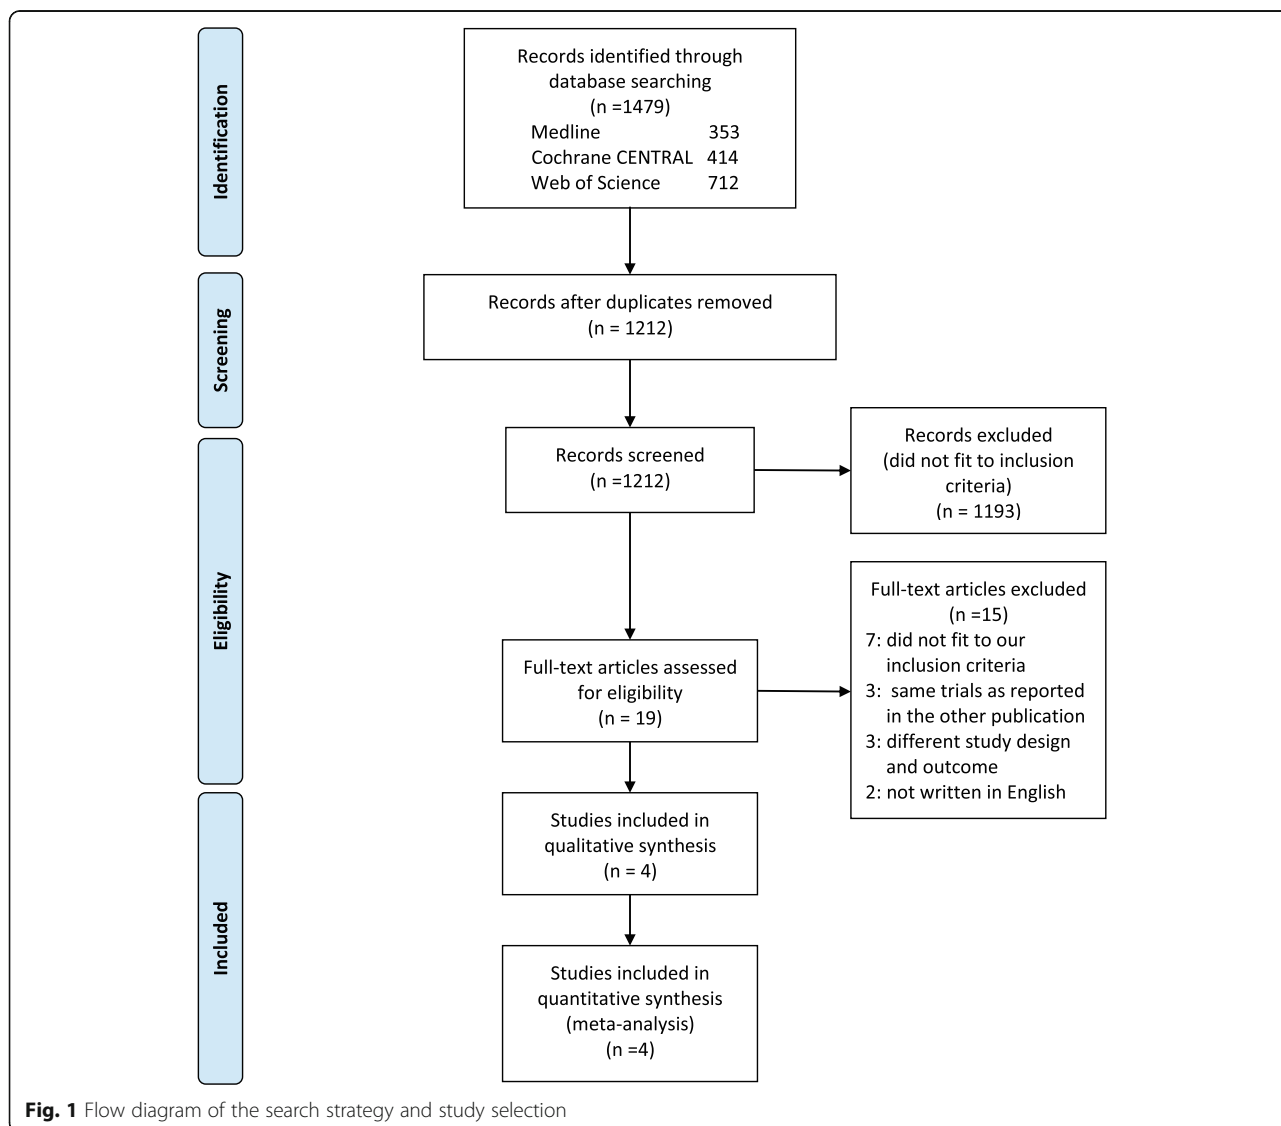 Identification
Records identified through
database searching
(n =1479)
Medline 353
Cochrane CENTRAL 414
Web of Science 712
Screening
Records after duplicates removed
(n = 1212)
Eligibility
Records screened
(n =1212)
Records excluded
(did not fit to inclusion
criteria)
(n = 1193)
Full-text articles assessed
for eligibility
(n = 19)
Full-text articles excluded
(n =15)
7: did not fit to our
inclusion criteria
3: same trials as reported
in the other publication
3: different study design
and outcome
2: not written in English
Included
Studies included in
qualitative synthesis
(n = 4)
Studies included in
quantitative synthesis
(meta-analysis)
(n =4)
Fig. 1 Flow diagram of the search strategy and study selection